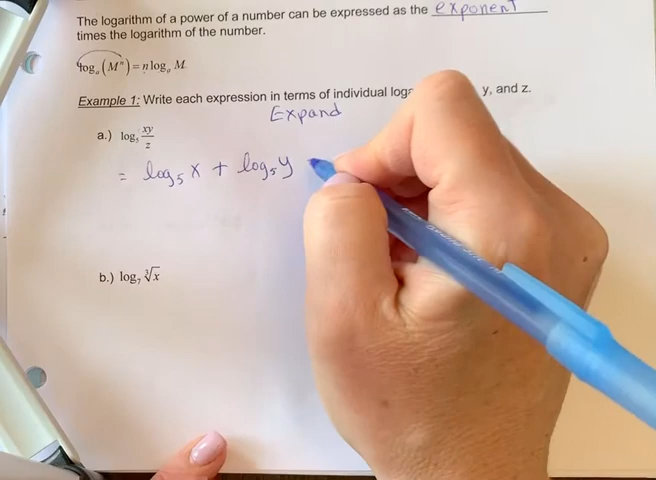 The logarithm of a power of a number can be expressed as the exponent
times the logarithm of the number.
log_a (M^n) = n log_a M
Example 1: Write each expression in terms of individual y, and z.
Expand
a.) log_5 xy/z
= log_5 x + log_5 y
b.) log_7 ∛x